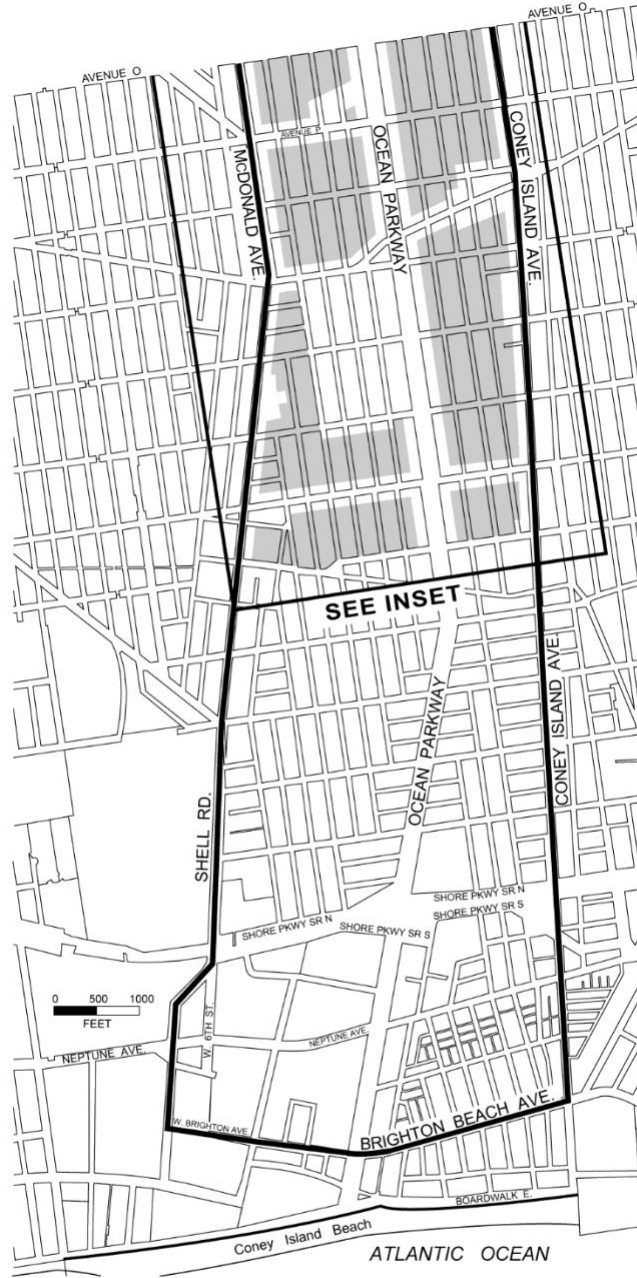 AVENUE O
AVENUE O
AVENUE P
McDONALD AVE.
OCEAN PARKWAY
CONEY ISLAND AVE.
SEE INSET
OCEAN PARKWAY
CONEY ISLAND AVE.
SHELL RD.
SHORE PKWY SR N
SHORE PKWY SR S
SHORE PKWY SR N
SHORE PKWY SR S
0 500 1000
FEET
W. 6TH ST.
NEPTUNE AVE.
NEPTUNE AVE.
W. BRIGHTON AVE.
BRIGHTON BEACH AVE.
BOARDWALK E.
Coney Island Beach
ATLANTIC OCEAN